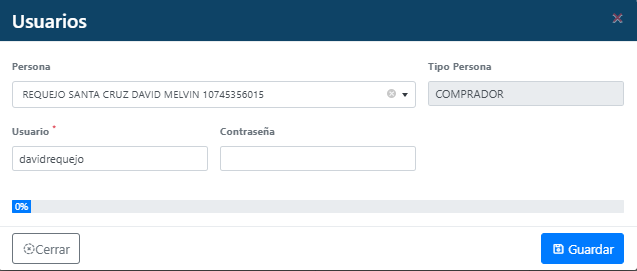 Usuarios
Persona
Tipo Persona
REQUEJO SANTA CRUZ DAVID MELVIN 10745356015
COMPRADOR
Usuario *
Contraseña
davidrequejo
0%
Cerrar
Guardar